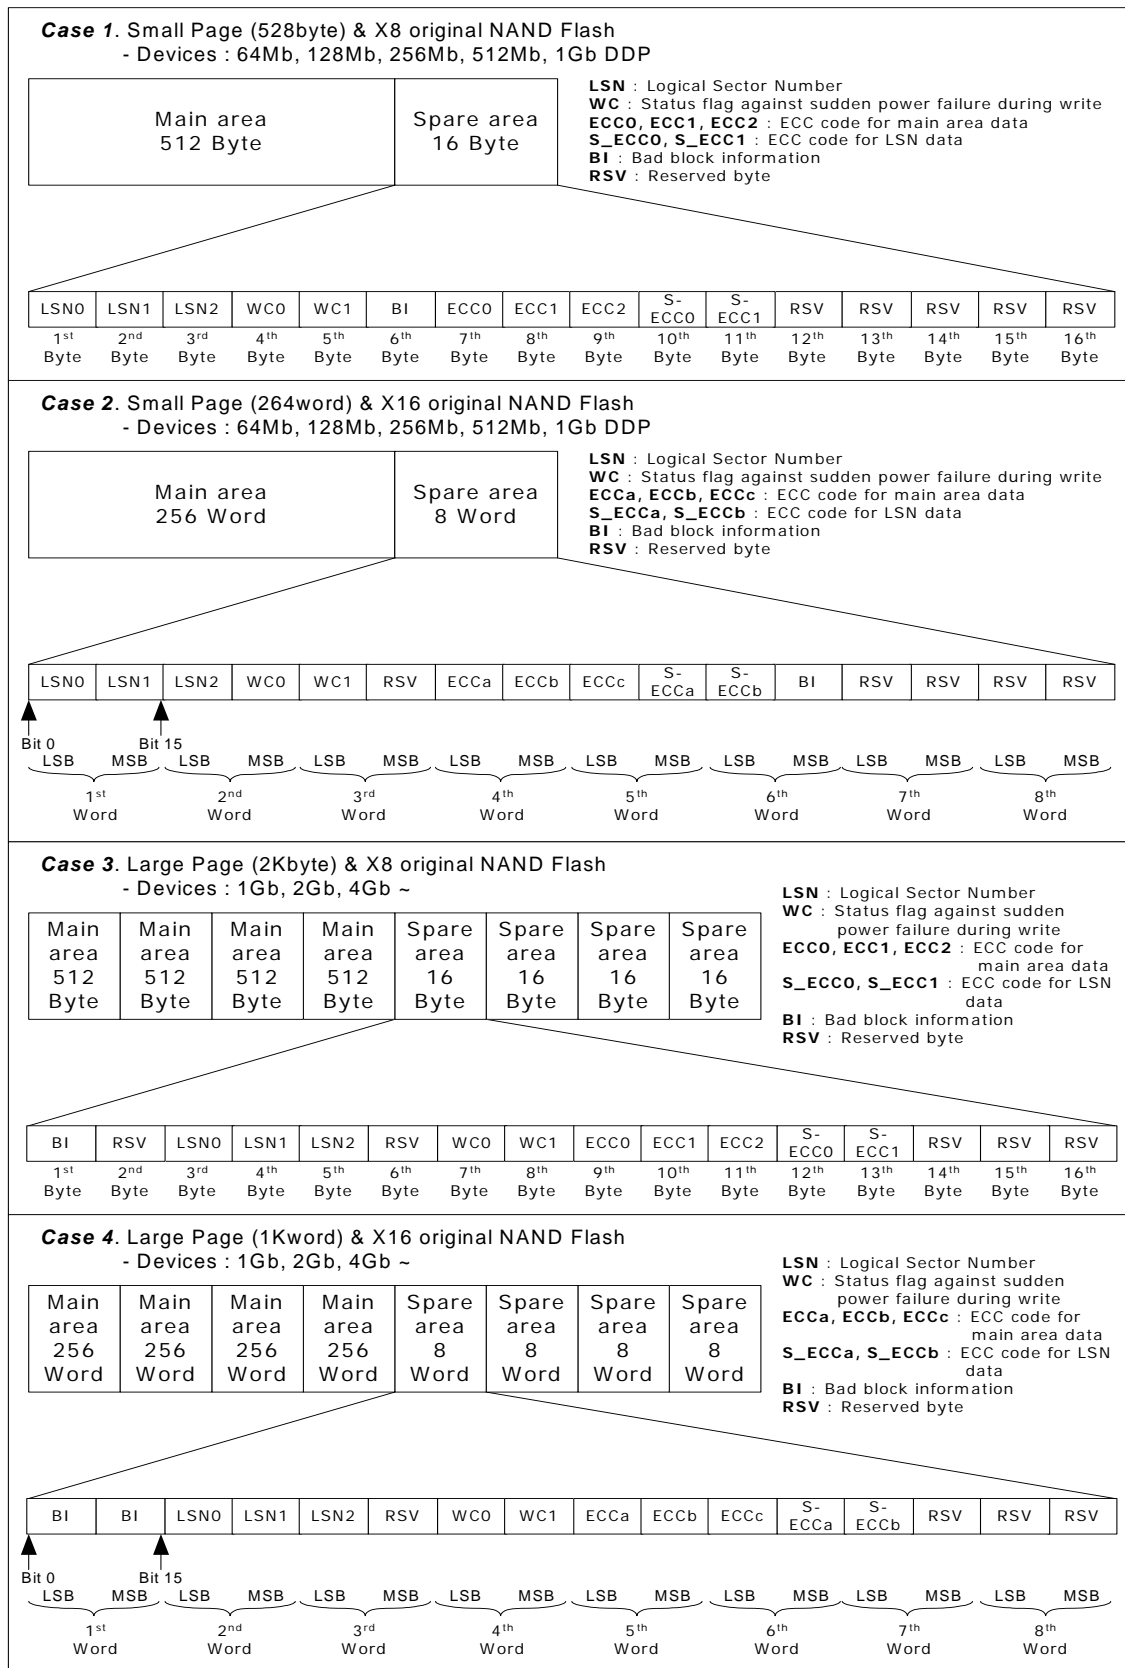 Case 1. Small Page (528byte) & X8 original NAND Flash
- Devices : 64Mb, 128Mb, 256Mb, 512Mb, 1Gb DDP
Main area
512 Byte
Spare area
16 Byte
LSN : Logical Sector Number
WC : Status flag against sudden power failure during write
ECC0, ECC1, ECC2 : ECC code for main area data
S_ECC0, S_ECC1 : ECC code for LSN data
BI : Bad block information
RSV : Reserved byte
LSN0 LSN1 LSN2 WC0 WC1 BI ECC0 ECC1 ECC2 S-ECC0 S-ECC1 RSV RSV RSV RSV RSV
1st 2nd 3rd 4th 5th 6th 7th 8th 9th 10th 11th 12th 13th 14th 15th 16th
Byte Byte Byte Byte Byte Byte Byte Byte Byte Byte Byte Byte Byte Byte Byte Byte
Case 2. Small Page (264word) & X16 original NAND Flash
- Devices : 64Mb, 128Mb, 256Mb, 512Mb, 1Gb DDP
Main area
256 Word
Spare area
8 Word
LSN : Logical Sector Number
WC : Status flag against sudden power failure during write
ECCa, ECCb, ECCc : ECC code for main area data
S_ECCa, S_ECCb : ECC code for LSN data
BI : Bad block information
RSV : Reserved byte
LSN0 LSN1 LSN2 WC0 WC1 RSV ECCa ECCb ECCc S-ECCa S-ECCb BI RSV RSV RSV RSV
Bit 0 Bit 15
LSB MSB LSB MSB LSB MSB LSB MSB LSB MSB LSB MSB LSB MSB LSB MSB
1st 2nd 3rd 4th 5th 6th 7th 8th
Word Word Word Word Word Word Word Word
Case 3. Large Page (2Kbyte) & X8 original NAND Flash
- Devices : 1Gb, 2Gb, 4Gb ~
Main Main Main Main Spare Spare Spare Spare
area area area area area area area area
512 512 512 512 16 16 16 16
Byte Byte Byte Byte Byte Byte Byte Byte
LSN : Logical Sector Number
WC : Status flag against sudden
power failure during write
ECC0, ECC1, ECC2 : ECC code for
main area data
S_ECC0, S_ECC1 : ECC code for LSN
data
BI : Bad block information
RSV : Reserved byte
BI RSV LSN0 LSN1 LSN2 RSV WC0 WC1 ECC0 ECC1 ECC2 S-ECC0 S-ECC1 RSV RSV RSV
1st 2nd 3rd 4th 5th 6th 7th 8th 9th 10th 11th 12th 13th 14th 15th 16th
Byte Byte Byte Byte Byte Byte Byte Byte Byte Byte Byte Byte Byte Byte Byte Byte
Case 4. Large Page (1Kword) & X16 original NAND Flash
- Devices : 1Gb, 2Gb, 4Gb ~
Main Main Main Main Spare Spare Spare Spare
area area area area area area area area
256 256 256 256 8 8 8 8
Word Word Word Word Word Word Word Word
LSN : Logical Sector Number
WC : Status flag against sudden
power failure during write
ECCa, ECCb, ECCc : ECC code for
main area data
S_ECCa, S_ECCb : ECC code for LSN
data
BI : Bad block information
RSV : Reserved byte
BI BI LSN0 LSN1 LSN2 RSV WC0 WC1 ECCa ECCb ECCc S-ECCa S-ECCb RSV RSV RSV
Bit 0 Bit 15
LSB MSB LSB MSB LSB MSB LSB MSB LSB MSB LSB MSB LSB MSB LSB MSB
1st 2nd 3rd 4th 5th 6th 7th 8th
Word Word Word Word Word Word Word Word